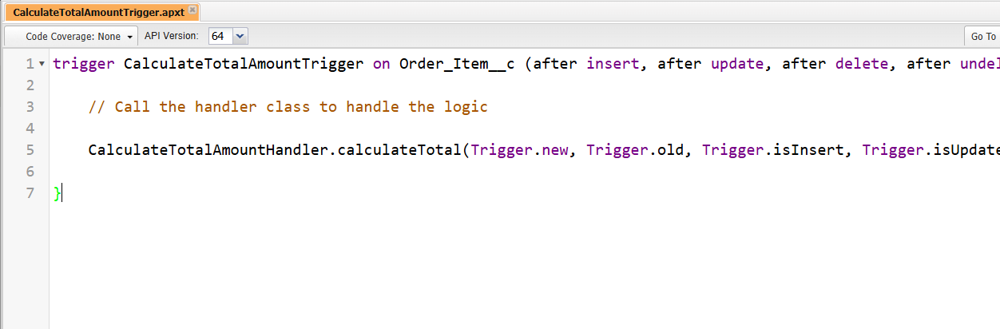 CalculateTotalAmountTrigger.apxt
Code Coverage: None API Version: 64 Go To
1 trigger CalculateTotalAmountTrigger on Order_Item__c (after insert, after update, after delete, after undel
2
3 // Call the handler class to handle the logic
4
5 CalculateTotalAmountHandler.calculateTotal(Trigger.new, Trigger.old, Trigger.isInsert, Trigger.isUpdate
6
7 }